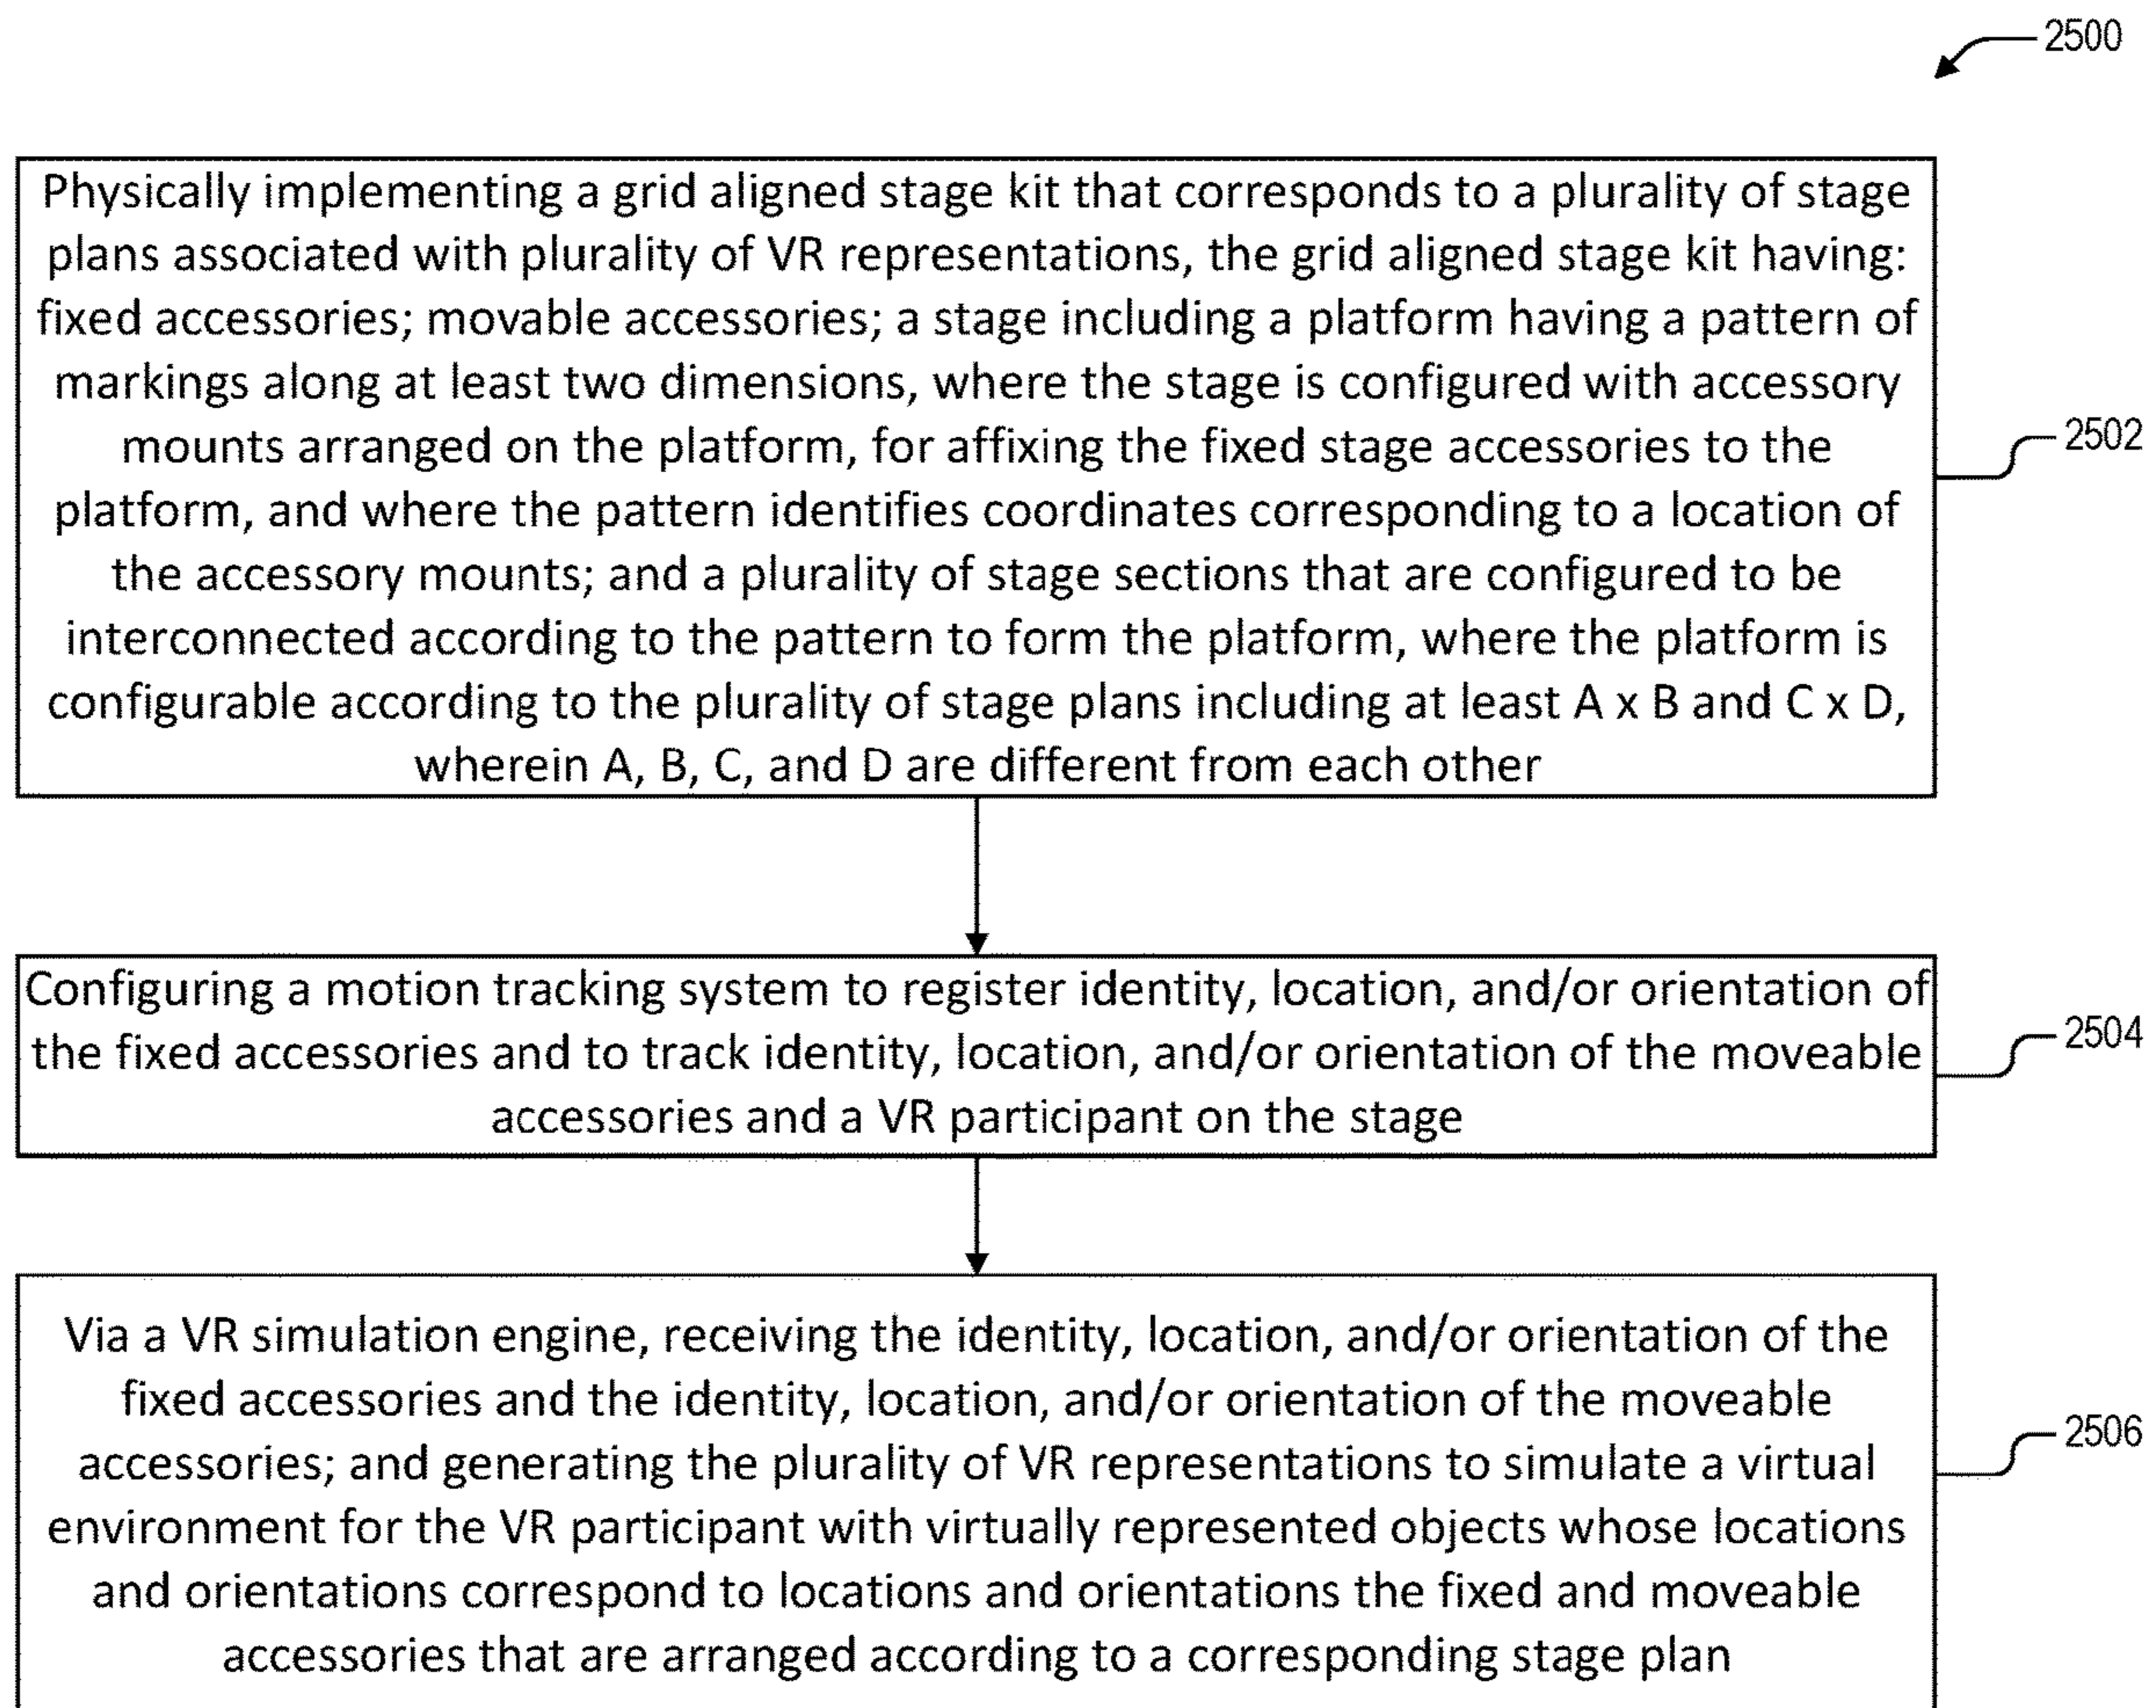 2500
Physically implementing a grid aligned stage kit that corresponds to a plurality of stage
plans associated with plurality of VR representations, the grid aligned stage kit having:
fixed accessories; movable accessories; a stage including a platform having a pattern of
markings along at least two dimensions, where the stage is configured with accessory
mounts arranged on the platform, for affixing the fixed stage accessories to the
platform, and where the pattern identifies coordinates corresponding to a location of
the accessory mounts; and a plurality of stage sections that are configured to be
interconnected according to the pattern to form the platform, where the platform is
configurable according to the plurality of stage plans including at least A x B and C x D,
wherein A, B, C, and D are different from each other
2502
Configuring a motion tracking system to register identity, location, and/or orientation of
the fixed accessories and to track identity, location, and/or orientation of the moveable
accessories and a VR participant on the stage
2504
Via a VR simulation engine, receiving the identity, location, and/or orientation of the
fixed accessories and the identity, location, and/or orientation of the moveable
accessories; and generating the plurality of VR representations to simulate a virtual
environment for the VR participant with virtually represented objects whose locations
and orientations correspond to locations and orientations the fixed and moveable
accessories that are arranged according to a corresponding stage plan
2506